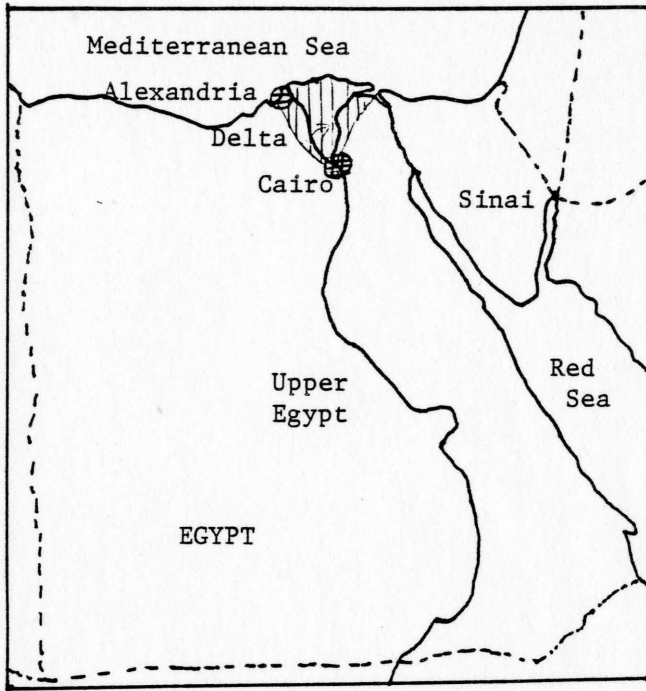 Mediterranean Sea
Alexandria
Delta
Cairo
Sinai
Upper
Egypt
Red
Sea
EGYPT